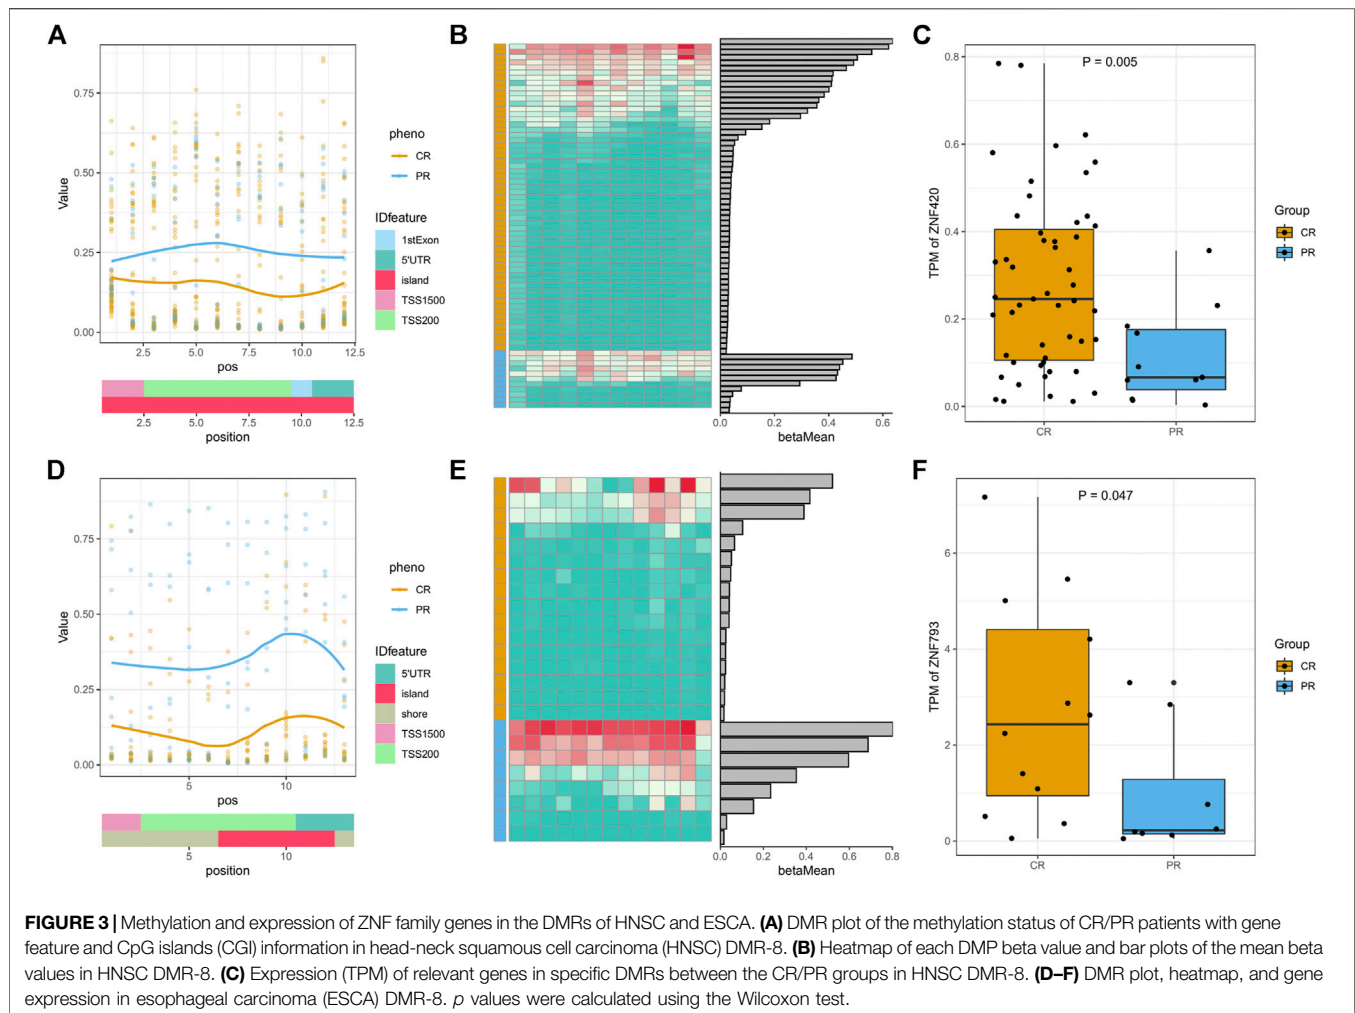 A
Value
0.75
0.50
0.25
0.00
2.5 5.0 7.5 10.0 12.5
pos
2.5 5.0 7.5 10.0 12.5
position
pheno
CR
PR
IDfeature
1stExon
5'UTR
island
TSS1500
TSS200
B
0.0 0.2 0.4 0.6
betaMean
C
P = 0.005
TPM of ZNF420
0.8
0.6
0.4
0.2
0.0
CR PR
Group
CR
PR
D
Value
0.75
0.50
0.25
0.00
5 10
pos
5 10
position
pheno
CR
PR
IDfeature
5'UTR
island
shore
TSS1500
TSS200
E
0.0 0.2 0.4 0.6 0.8
betaMean
F
P = 0.047
TPM of ZNF793
6
4
2
0
CR PR
Group
CR
PR
FIGURE 3 | Methylation and expression of ZNF family genes in the DMRs of HNSC and ESCA. (A) DMR plot of the methylation status of CR/PR patients with gene
feature and CpG islands (CGI) information in head-neck squamous cell carcinoma (HNSC) DMR-8. (B) Heatmap of each DMP beta value and bar plots of the mean beta
values in HNSC DMR-8. (C) Expression (TPM) of relevant genes in specific DMRs between the CR/PR groups in HNSC DMR-8. (D–F) DMR plot, heatmap, and gene
expression in esophageal carcinoma (ESCA) DMR-8. p values were calculated using the Wilcoxon test.